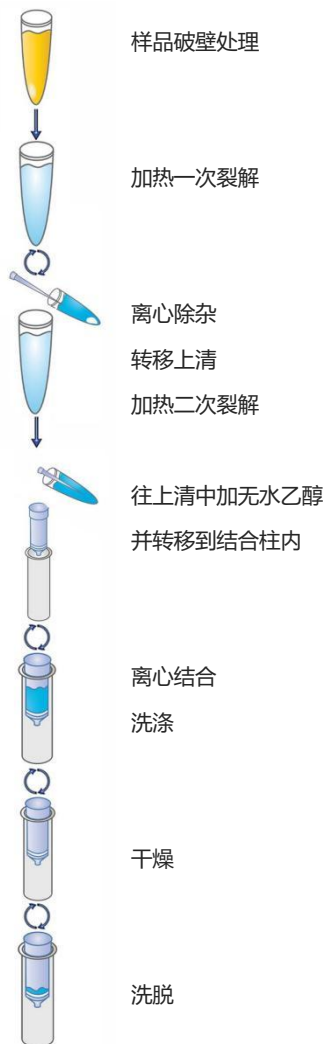 样品破壁处理
加热一次裂解
离心除杂
转移上清
加热二次裂解
往上清中加无水乙醇
并转移到结合柱内
离心结合
洗涤
干燥
洗脱